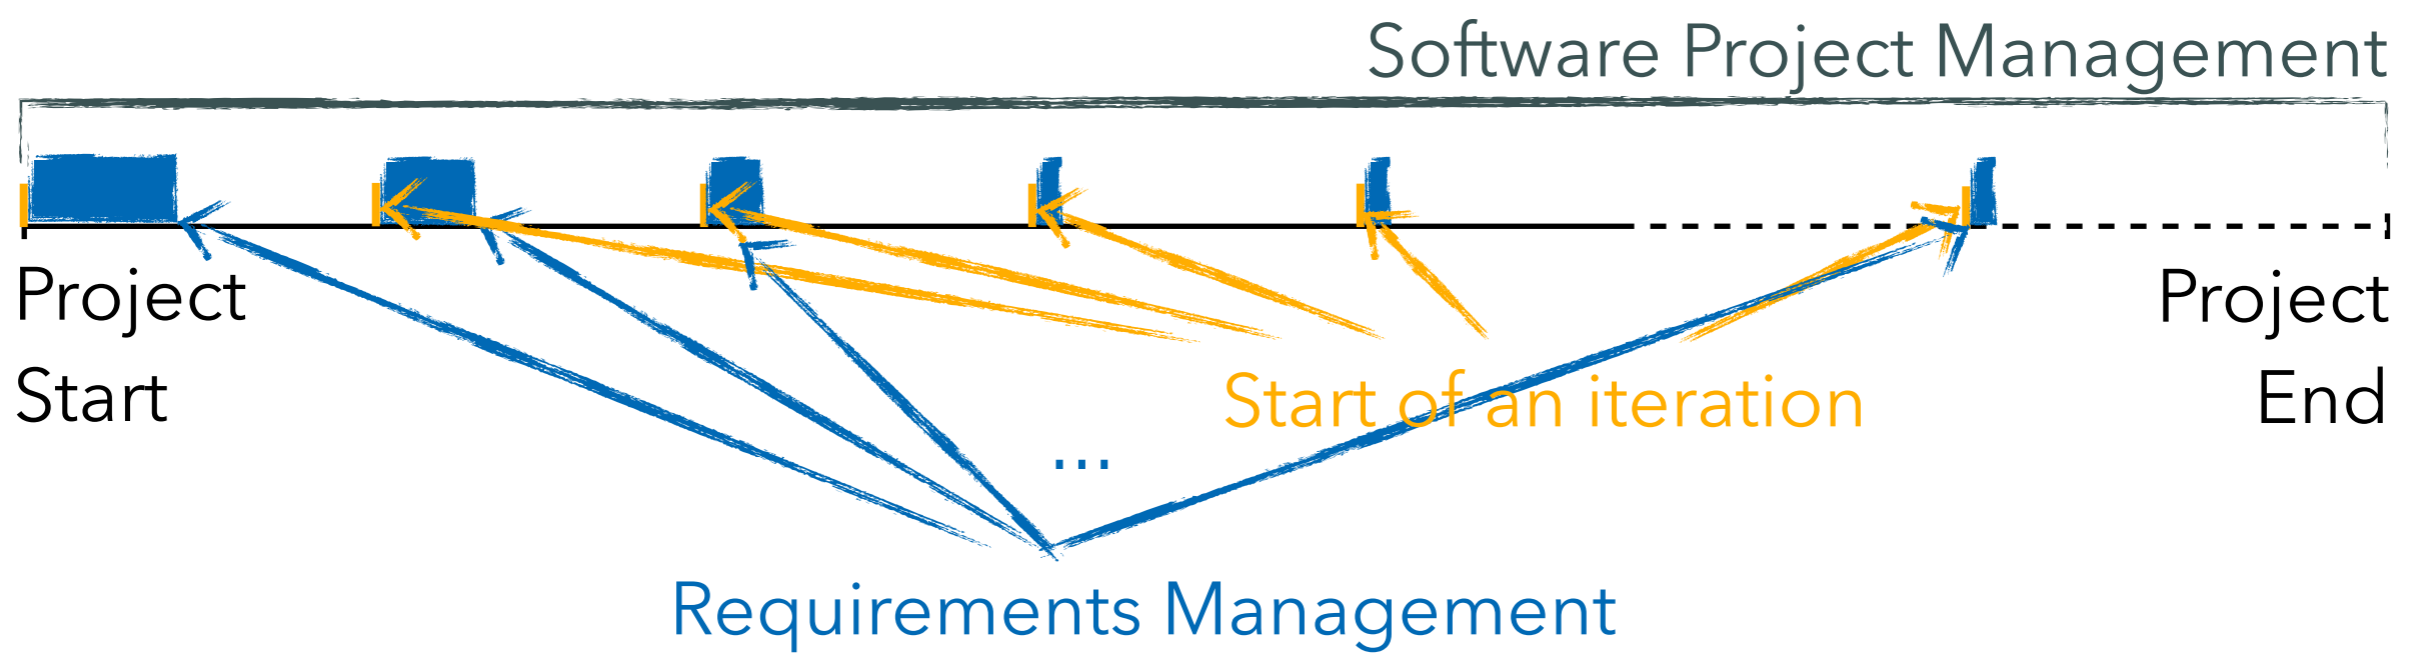 Software Project Management
Project
Start
Project
End
Start of an iteration
...
Requirements Management